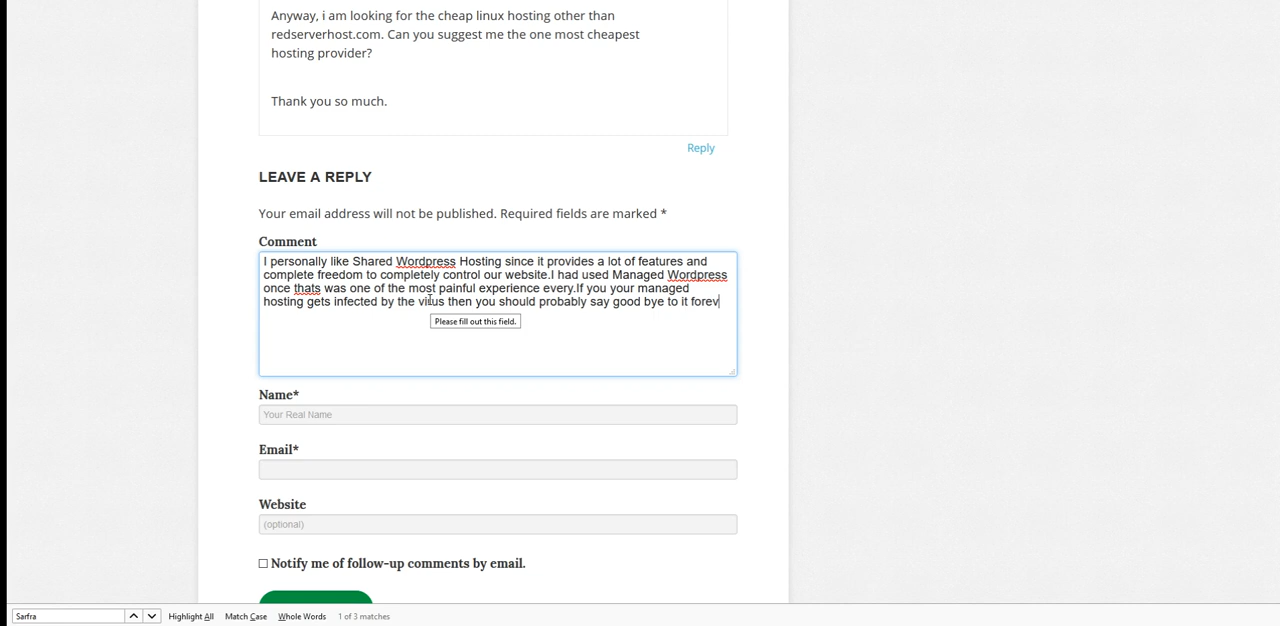 Anyway, i am looking for the cheap linux hosting other than
redserverhost.com. Can you suggest me the one most cheapest
hosting provider?
Thank you so much.
Reply
LEAVE A REPLY
Your email address will not be published. Required fields are marked *
Comment
I personally like Shared Wordpress Hosting since it provides a lot of features and
complete freedom to completely control our website.I had used Managed Wordpress
once thats was one of the most painful experience every.If you your managed
hosting gets infected by the virus then you should probably say good bye to it forev
Please fill out this field.
Name*
Your Real Name
Email*
Website
(optional)
Notify me of follow-up comments by email.
Sarfra
Highlight All
Match Case
Whole Words
1 of 3 matches